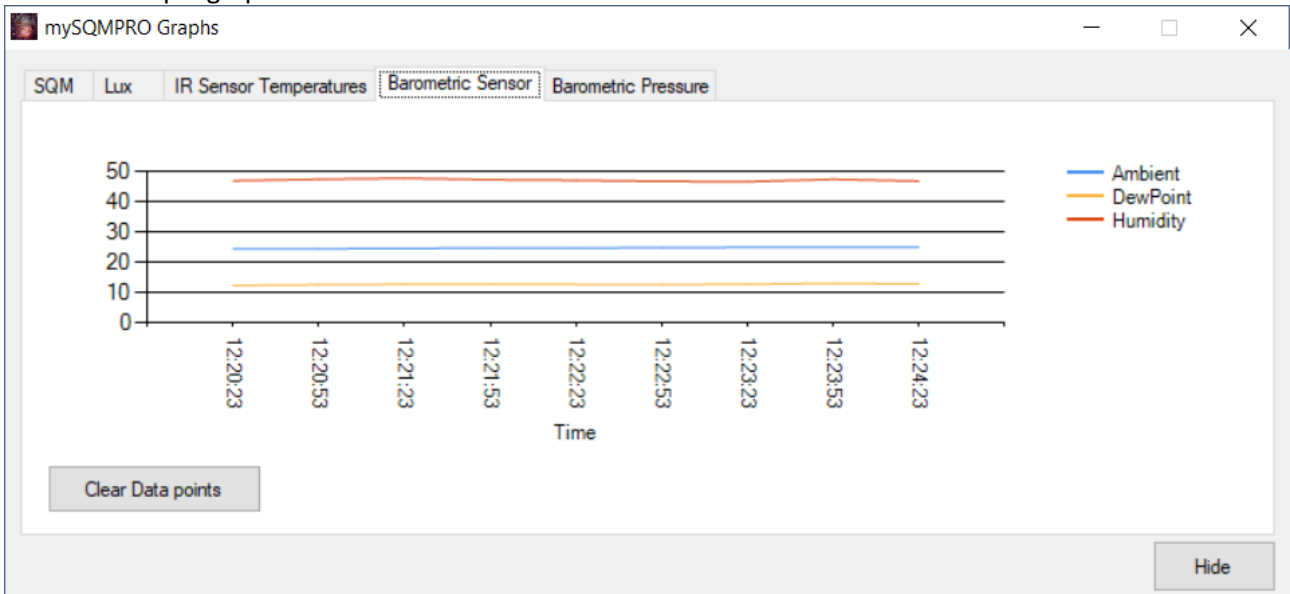 mySQMPRO Graphs
SQM Lux IR Sensor Temperatures Barometric Sensor Barometric Pressure
50
40
30
20
10
0
Ambient
DewPoint
Humidity
12:20:23 12:20:53 12:21:23 12:21:53 12:22:23 12:22:53 12:23:23 12:23:53 12:24:23
Time
Clear Data points
Hide